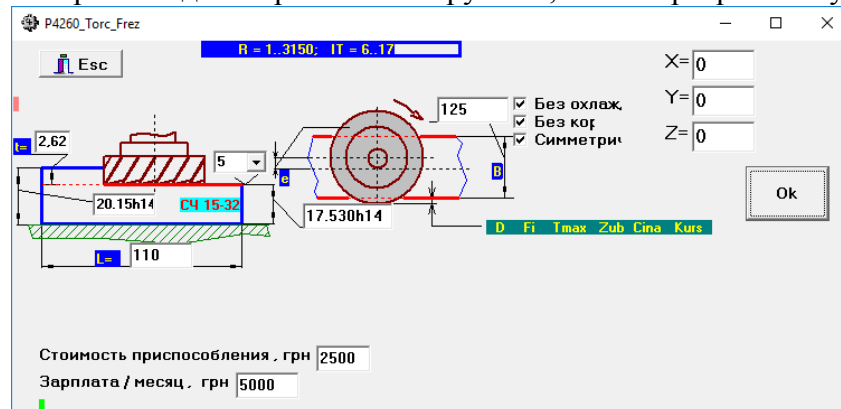 P4260_Torc_Frez
Esc
R = 1..3150; IT = 6..17
X= 0
Y= 0
Z= 0
125
Без охлаж,
Без кор
Симметрич
t= 2,62
5
e
B
20.15h14
СЧ 15-32
17.530h14
Ok
D Fi Tmax Zub Cina Kurs
L= 110
Стоимость приспособления , грн 2500
Зарплата / месяц , грн 5000